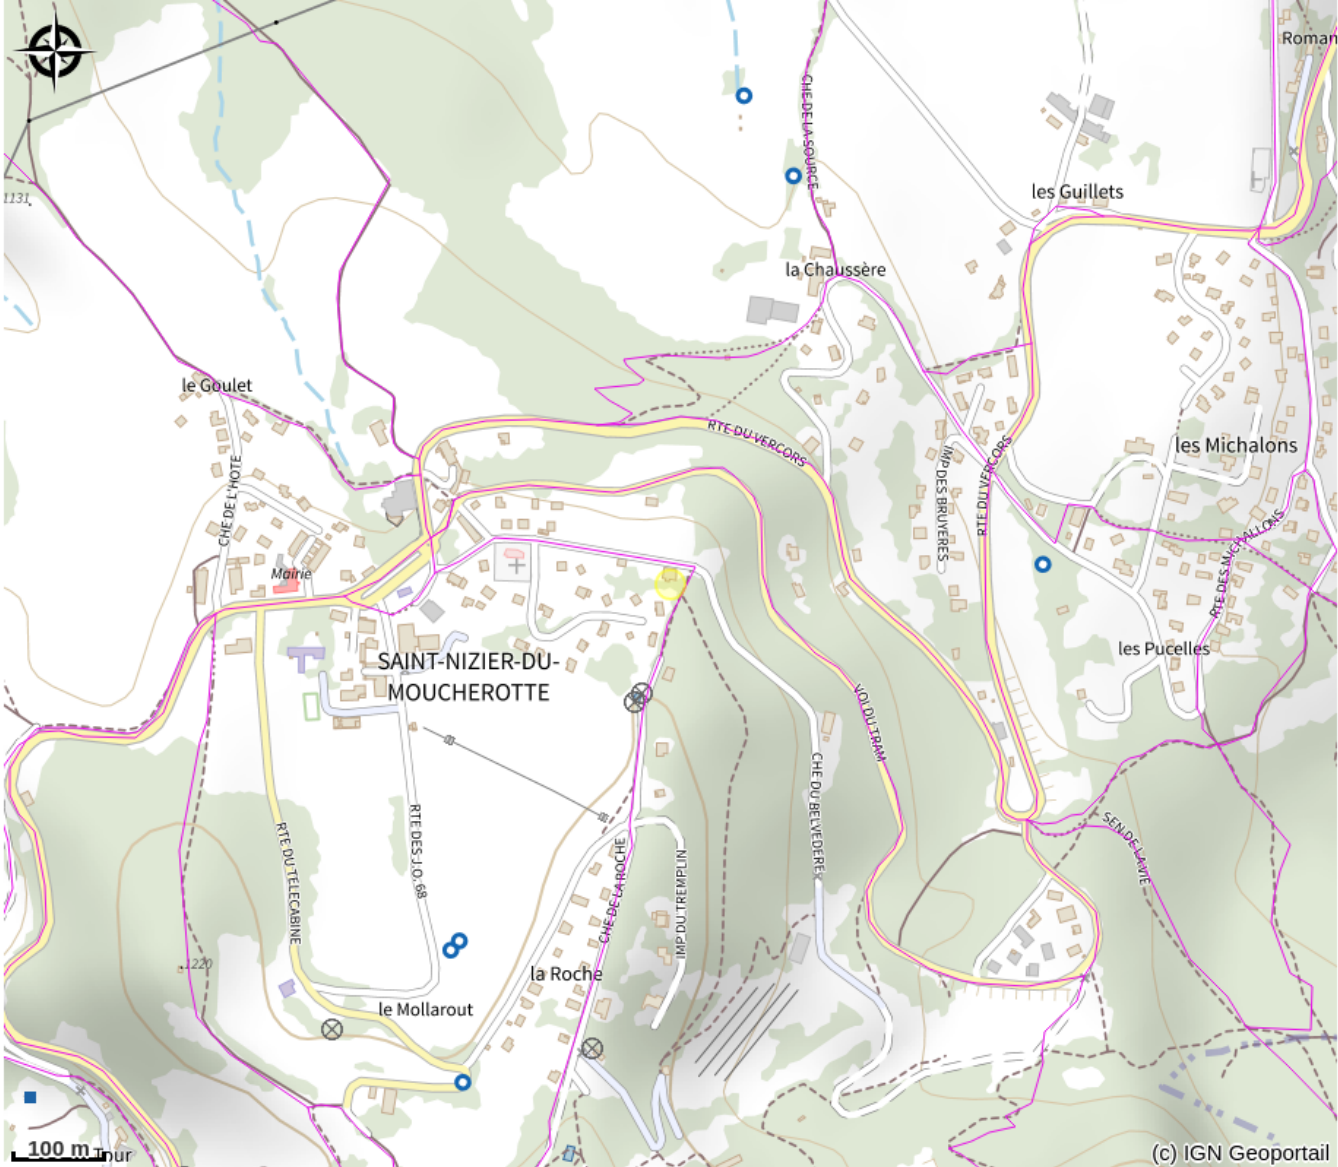 Roman
CHE DE LA SOURCE
les Guillets
1131
la Chaussère
le Goulet
RTE DU VERCORS
les Michalons
CHE DE L'HOTE
IMP DES BRUYERES
RTE DU VERCORS
RTE DES MICHALLONS
Mairie
les Pucelles
SAINT-NIZIER-DU-
MOUCHEROTTE
VOI DU TRAM
CHE DU BELVEDERE
RTE DU TELECABINE
RTE DES J.O. 68
CHE DE LA ROCHE
IMP DU TREMPLIN
SEN DE LA VIE
1220
la Roche
le Mollarout
100 m
Tour
(c) IGN Geoportail